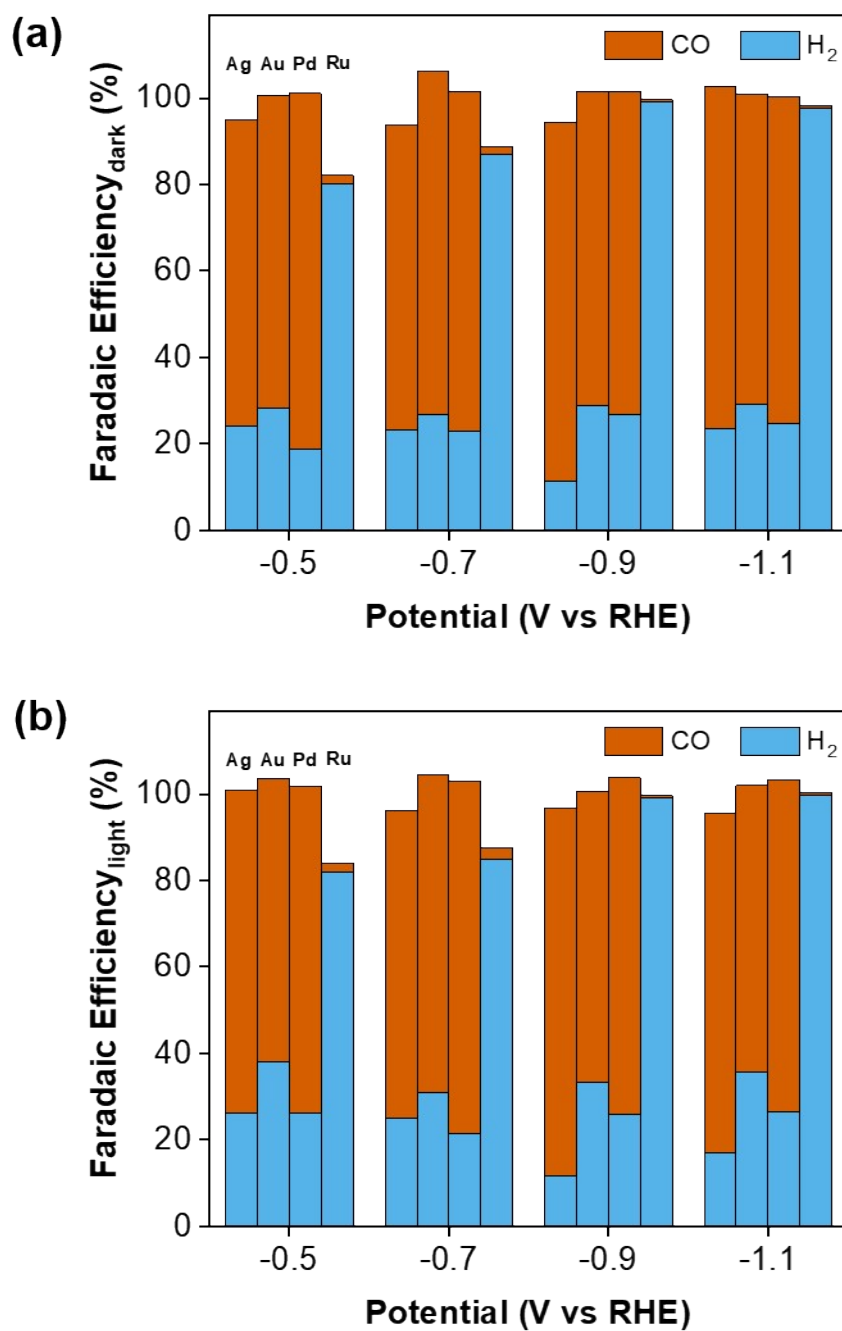 (a)
CO H₂
Ag Au Pd Ru
Faradaic Efficiency_dark (%)
100
80
60
40
20
0
-0.5 -0.7 -0.9 -1.1
Potential (V vs RHE)
(b)
CO H₂
Ag Au Pd Ru
Faradaic Efficiency_light (%)
100
80
60
40
20
0
-0.5 -0.7 -0.9 -1.1
Potential (V vs RHE)